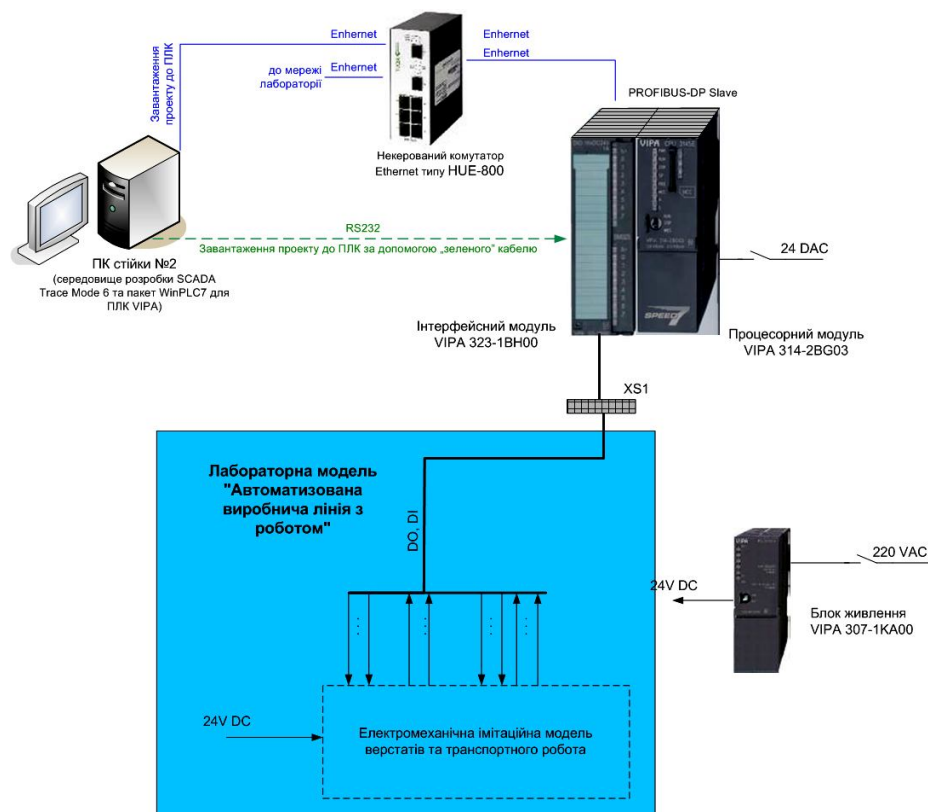 Enhernet
Enhernet
Завантаження
проекту до ПЛК
до мережі
лабораторії
Enhernet
Enhernet
PROFIBUS-DP Slave
Некерований комутатор
Ethernet типу HUE-800
VIPA
CPU 314SE
RS232
Завантаження проекту до ПЛК за допомогою „зеленого” кабелю
24 DAC
ПК стійки №2
(середовище розробки SCADA
Trace Mode 6 та пакет WinPLC7 для
ПЛК VIPA)
SPEED7
Інтерфейсний модуль
VIPA 323-1BH00
Процесорний модуль
VIPA 314-2BG03
XS1
Лабораторна модель
"Автоматизована
виробнича лінія з
роботом"
DO, DI
VIPA
220 VAC
24V DC
Блок живлення
VIPA 307-1KA00
24V DC
Електромеханічна імітаційна модель
верстатів та транспортного робота